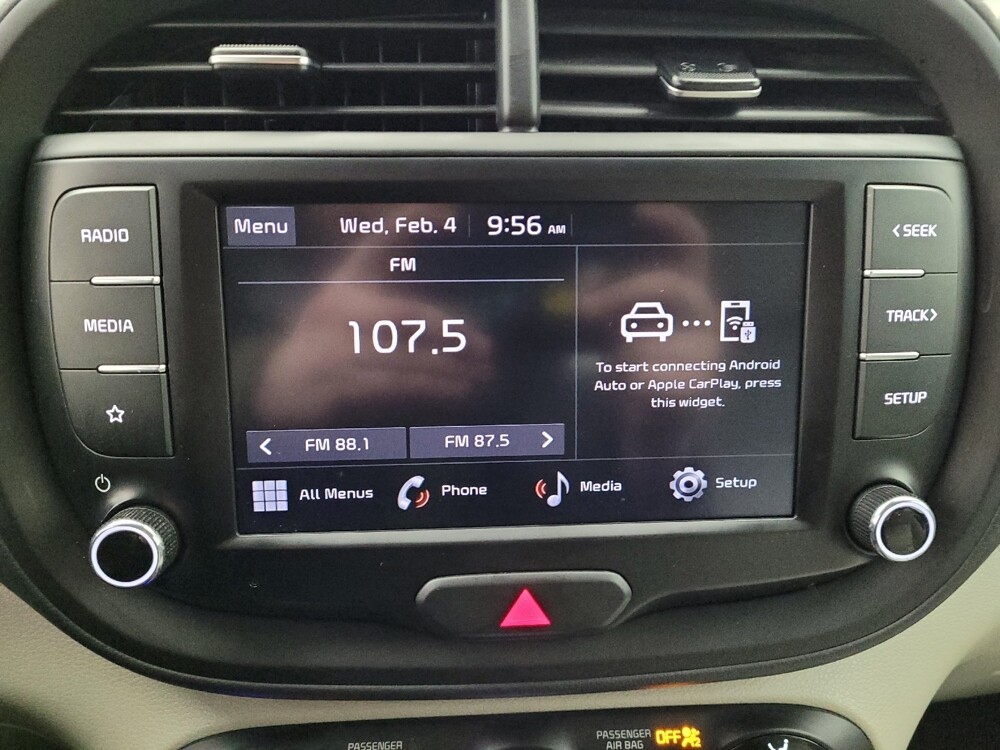 RADIO
MEDIA
Menu
Wed, Feb. 4
9:56 AM
FM
107.5
FM 88.1
FM 87.5
To start connecting Android
Auto or Apple CarPlay, press
this widget.
All Menus
Phone
Media
Setup
< SEEK
TRACK >
SETUP
PASSENGER
PASSENGER
AIR BAG
OFF
2